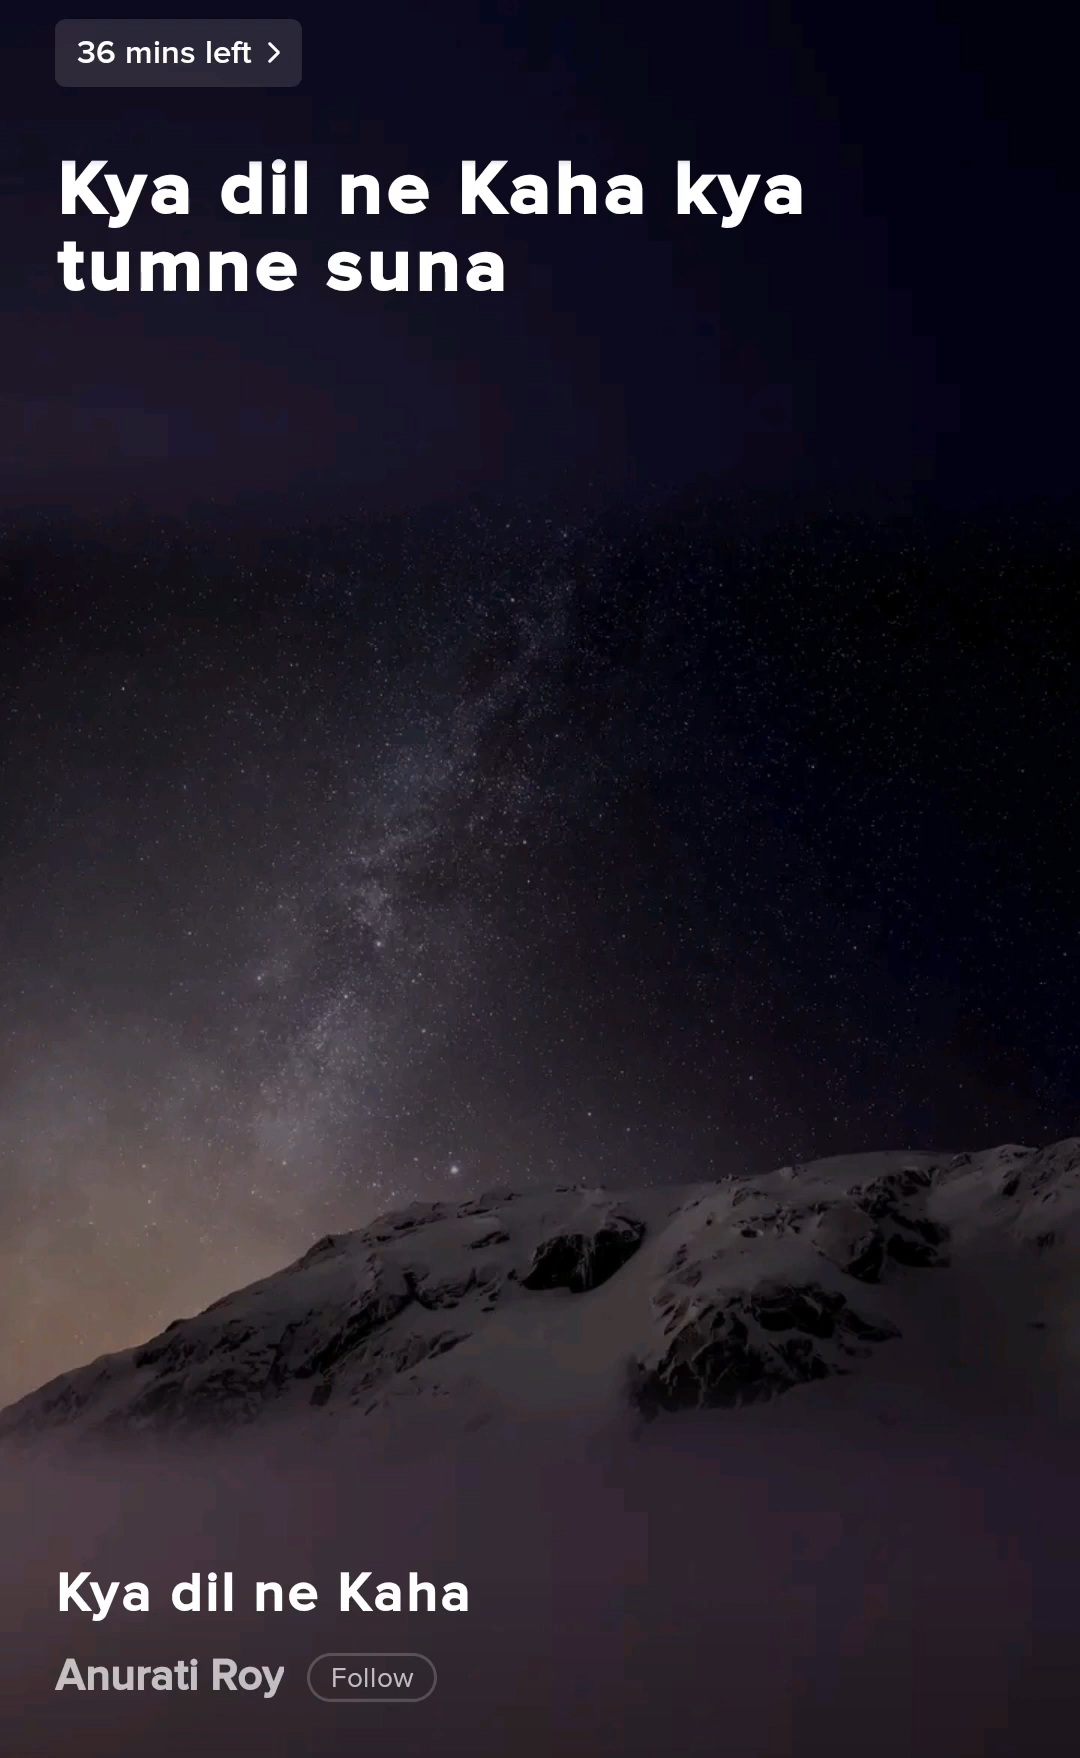 36 mins left >
Kya dil ne Kaha kya
tumne suna
Kya dil ne Kaha
Anurati Roy Follow